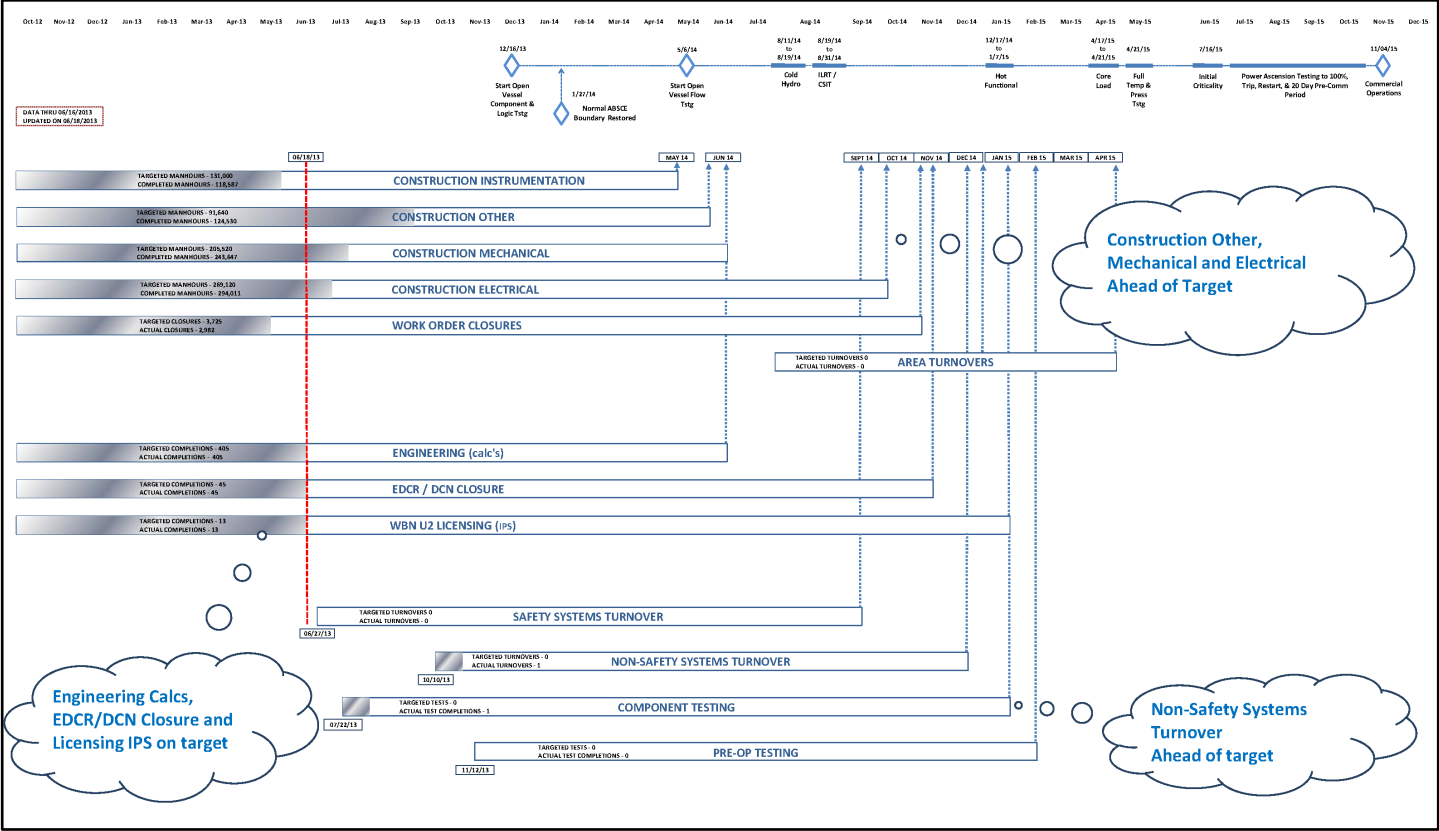 Oct-12 Nov-12 Dec-12 Jan-13 Feb-13 Mar-13 Apr-13 May-13 Jun-13 Jul-13 Aug-13 Sep-13 Oct-13 Nov-13 Dec-13 Jan-14 Feb-14 Mar-14 Apr-14 May-14 Jun-14 Jul-14 Aug-14 Sep-14 Oct-14 Nov-14 Dec-14 Jan-15 Feb-15 Mar-15 Apr-15 May-15 Jun-15 Jul-15 Aug-15 Sep-15 Oct-15 Nov-15 Dec-15
12/16/13
Start Open
Vessel
Component &
Logic Tstg
1/27/14
Normal ABSCE
Boundary Restored
5/6/14
Start Open
Vessel Flow
Tstg
8/11/14
to
8/19/14
Cold
Hydro
8/19/14
to
8/31/14
ILRT /
CSIT
12/17/14
to
1/7/15
Hot
Functional
4/17/15
to
4/21/15
Core
Load
4/21/15
Full
Temp &
Press
Tstg
7/16/15
Initial
Criticality
Power Ascension Testing to 100%,
Trip, Restart, & 20 Day Pre-Comm
Period
11/04/15
Commercial
Operations
DATA THRU 06/16/2013
UPDATED ON 06/18/2013
06/18/13 MAY 14 JUN 14 SEPT 14 OCT 14 NOV 14 DEC 14 JAN 15 FEB 15 MAR 15 APR 15
TARGETED MANHOURS - 131,000
COMPLETED MANHOURS - 118,587
CONSTRUCTION INSTRUMENTATION
TARGETED MANHOURS - 91,640
COMPLETED MANHOURS - 124,530
CONSTRUCTION OTHER
TARGETED MANHOURS - 205,520
COMPLETED MANHOURS - 243,647
CONSTRUCTION MECHANICAL
TARGETED MANHOURS - 269,120
COMPLETED MANHOURS - 294,011
CONSTRUCTION ELECTRICAL
TARGETED CLOSURES - 3,725
ACTUAL CLOSURES - 2,982
WORK ORDER CLOSURES
TARGETED TURNOVERS 0
ACTUAL TURNOVERS - 0
AREA TURNOVERS
Construction Other,
Mechanical and Electrical
Ahead of Target
TARGETED COMPLETIONS - 405
ACTUAL COMPLETIONS - 405
ENGINEERING (calc's)
TARGETED COMPLETIONS - 45
ACTUAL COMPLETIONS - 45
EDCR / DCN CLOSURE
TARGETED COMPLETIONS - 13
ACTUAL COMPLETIONS - 13
WBN U2 LICENSING (IPS)
TARGETED TURNOVERS 0
ACTUAL TURNOVERS - 0
SAFETY SYSTEMS TURNOVER
06/27/13
TARGETED TURNOVERS - 0
ACTUAL TURNOVERS - 1
NON-SAFETY SYSTEMS TURNOVER
10/10/13
TARGETED TESTS - 0
ACTUAL TEST COMPLETIONS - 1
COMPONENT TESTING
07/22/13
TARGETED TESTS - 0
ACTUAL TEST COMPLETIONS - 0
PRE-OP TESTING
11/12/13
Engineering Calcs,
EDCR/DCN Closure and
Licensing IPS on target
Non-Safety Systems
Turnover
Ahead of target